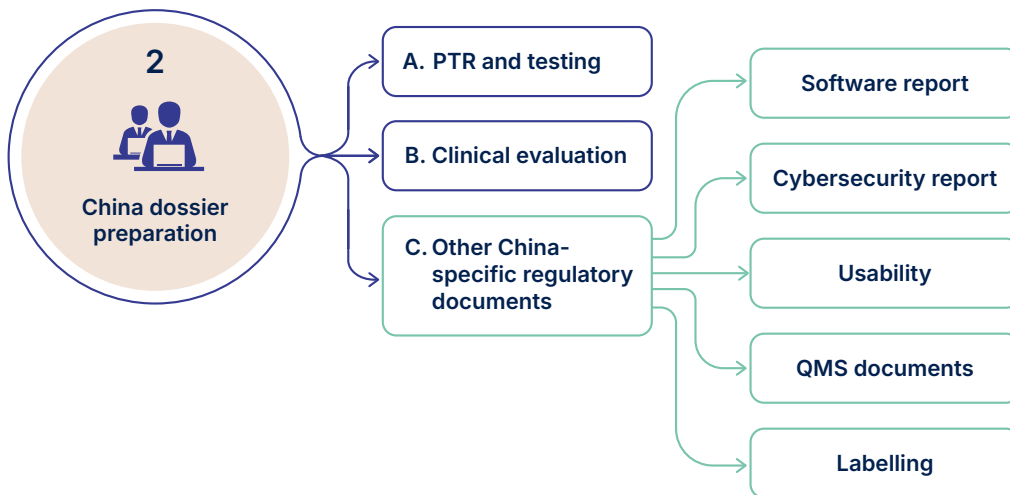 2
China dossier
preparation
A. PTR and testing
B. Clinical evaluation
C. Other China-
specific regulatory
documents
Software report
Cybersecurity report
Usability
QMS documents
Labelling